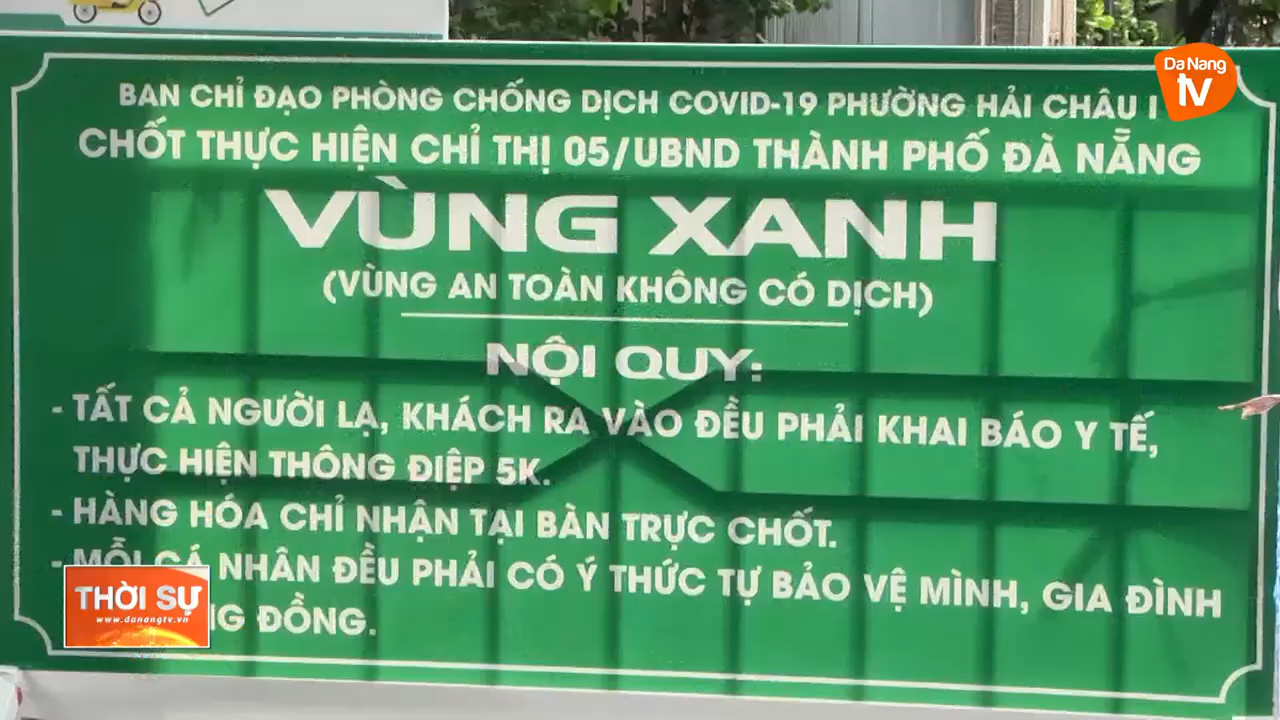 Da Nang
tv
BAN CHỈ ĐẠO PHÒNG CHỐNG DỊCH COVID-19 PHƯỜNG HẢI CHÂU I
CHỐT THỰC HIỆN CHỈ THỊ 05/UBND THÀNH PHỐ ĐÀ NẴNG
VÙNG XANH
(VÙNG AN TOÀN KHÔNG CÓ DỊCH)
NỘI QUY:
- TẤT CẢ NGƯỜI LẠ, KHÁCH RA VÀO ĐỀU PHẢI KHAI BÁO Y TẾ,
THỰC HIỆN THÔNG ĐIỆP 5K.
- HÀNG HÓA CHỈ NHẬN TẠI BÀN TRỰC CHỐT.
- MỖI CÁ NHÂN ĐỀU PHẢI CÓ Ý THỨC TỰ BẢO VỆ MÌNH, GIA ĐÌNH
ĐỒNG.
THỜI SỰ
www.danangtv.vn